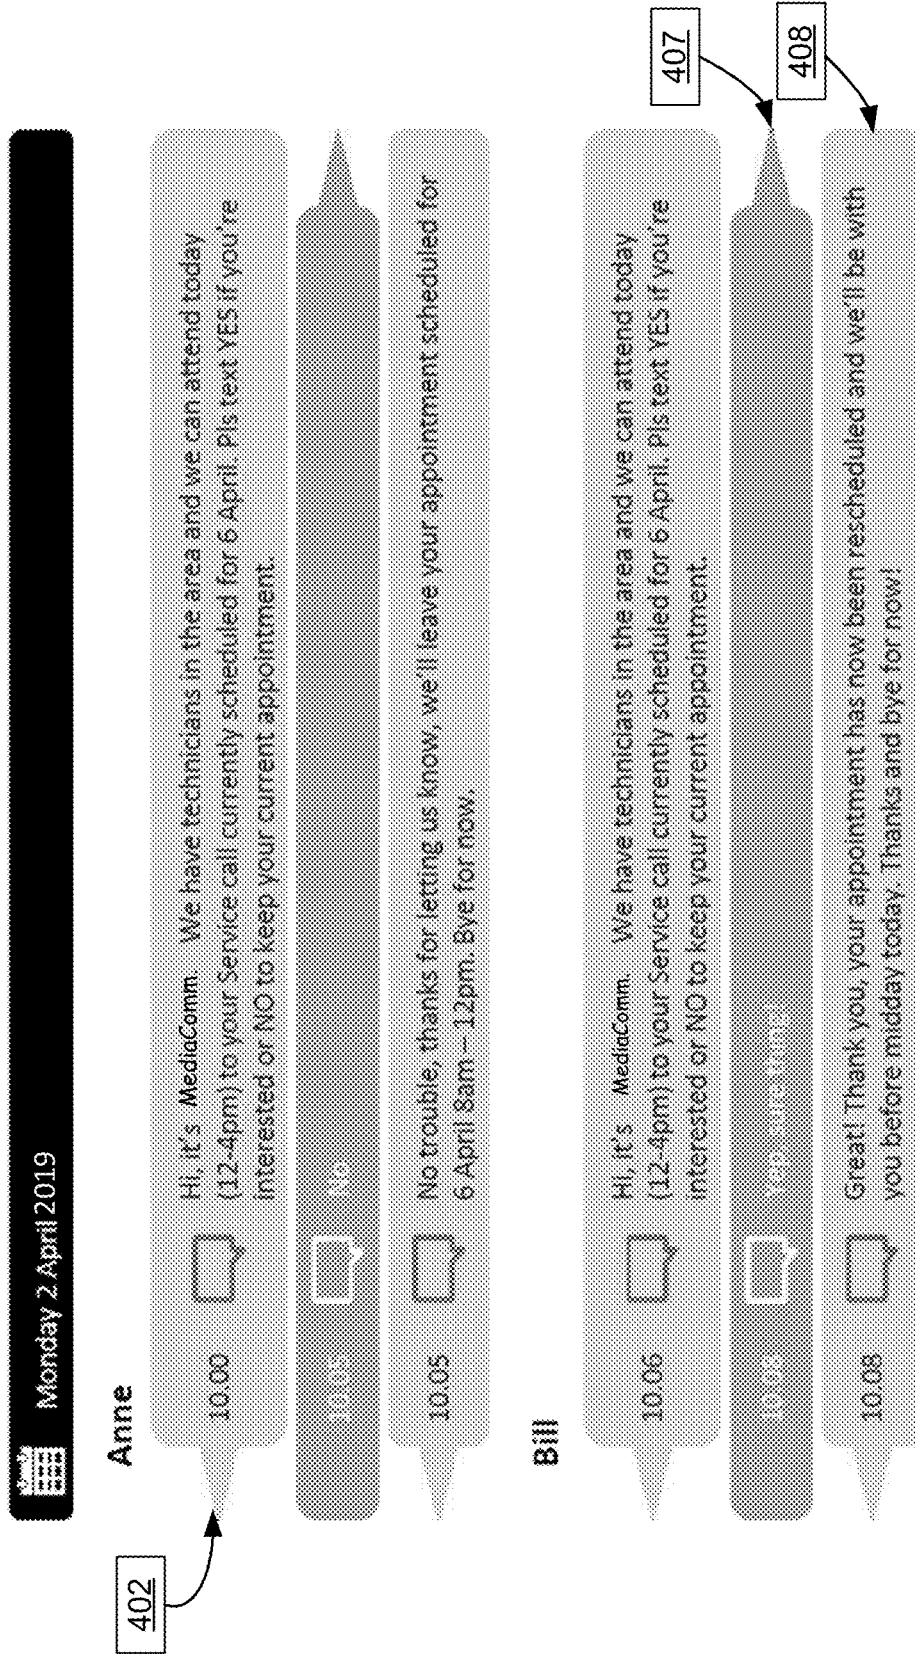 Monday 2 April 2019
Anne
402
10.00
Hi, it's MediaComm. We have technicians in the area and we can attend today
(12-4pm) to your Service call currently scheduled for 6 April. Pls text YES if you're
interested or NO to keep your current appointment.
10.05
No
10.05
No trouble, thanks for letting us know, we'll leave your appointment scheduled for
6 April 8am – 12pm. Bye for now.
Bill
10.06
Hi, it's MediaComm. We have technicians in the area and we can attend today
(12-4pm) to your Service call currently scheduled for 6 April. Pls text YES if you're
interested or NO to keep your current appointment.
407
10.08
408
10.08
Great! Thank you, your appointment has now been rescheduled and we'll be with
you before midday today. Thanks and bye for now!